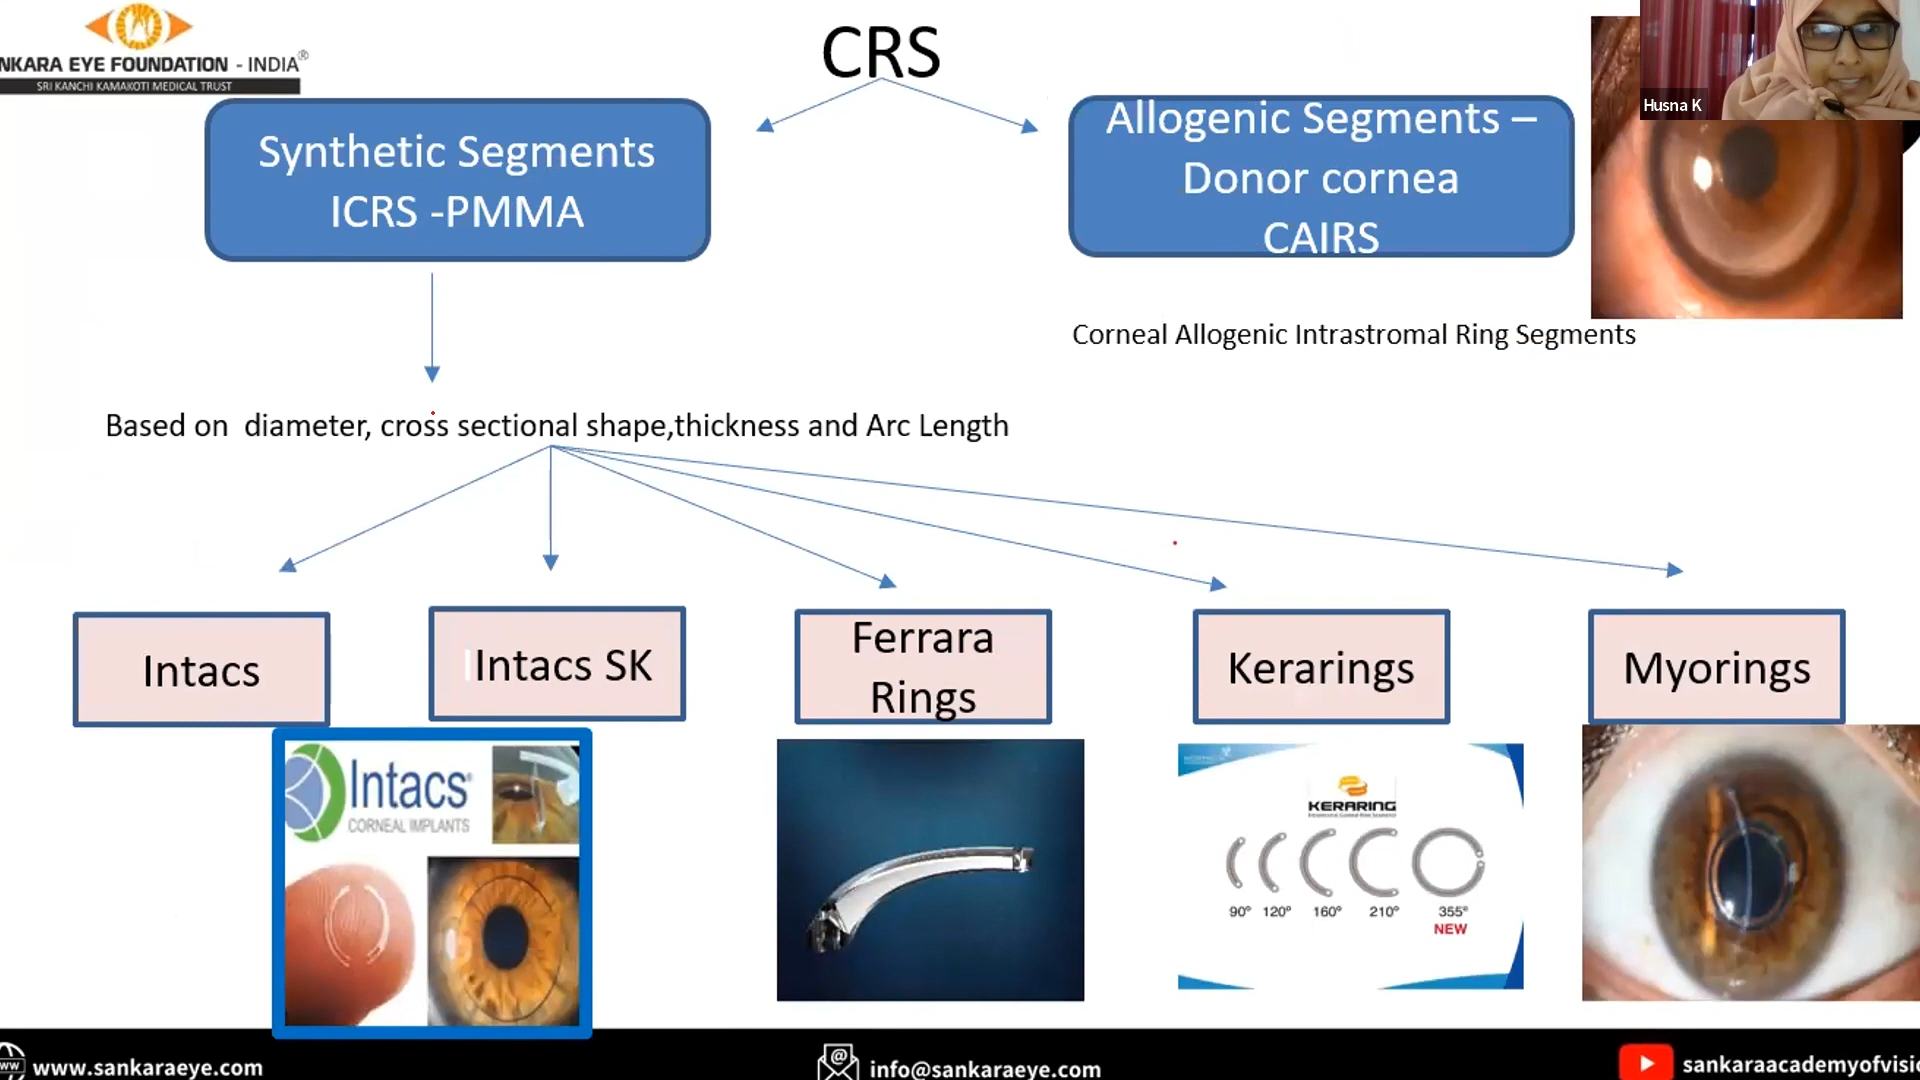 NKARA EYE FOUNDATION - INDIA®
SRI KANCHI KAMAKOTI MEDICAL TRUST
CRS
Husna K
Synthetic Segments
ICRS -PMMA
Allogenic Segments –
Donor cornea
CAIRS
Corneal Allogenic Intrastromal Ring Segments
Based on diameter, cross sectional shape,thickness and Arc Length
Intacs
Intacs SK
Ferrara
Rings
Kerarings
Myorings
Intacs®
CORNEAL IMPLANTS
KERARING
90° 120° 160° 210° 355°
NEW
www.sankaraeye.com
info@sankaraeye.com
sankaraacademyofvisi